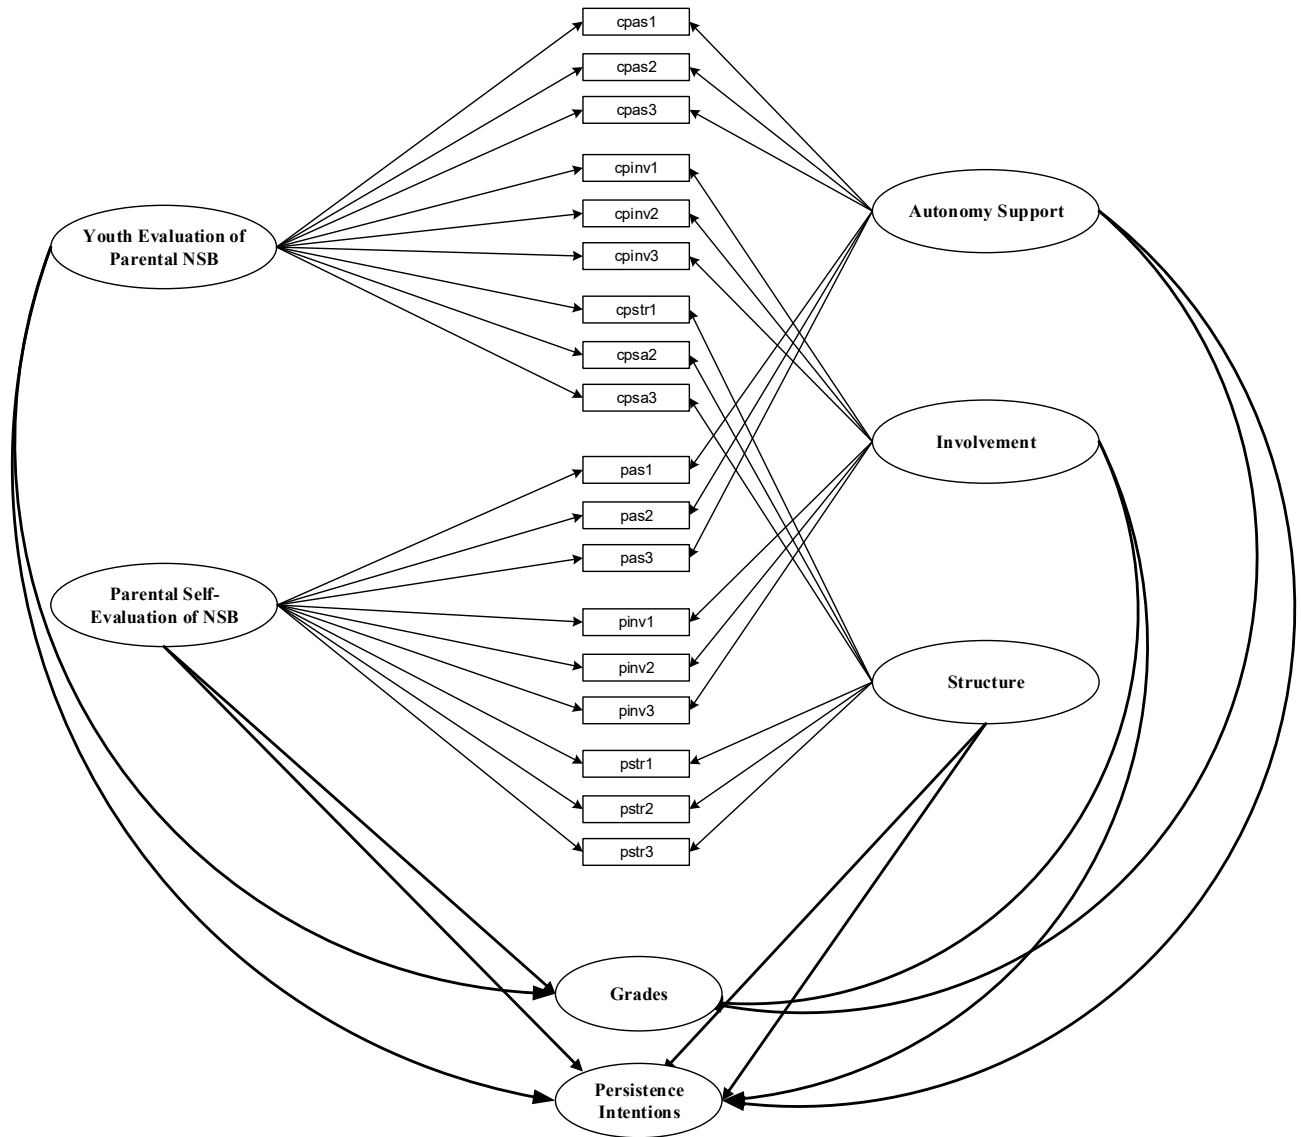 cpas1
cpas2
cpas3
cpinv1
cpinv2
cpinv3
cpstr1
cpsa2
cpsa3
pas1
pas2
pas3
pinv1
pinv2
pinv3
pstr1
pstr2
pstr3
Youth Evaluation of
Parental NSB
Parental Self-
Evaluation of NSB
Autonomy Support
Involvement
Structure
Grades
Persistence
Intentions